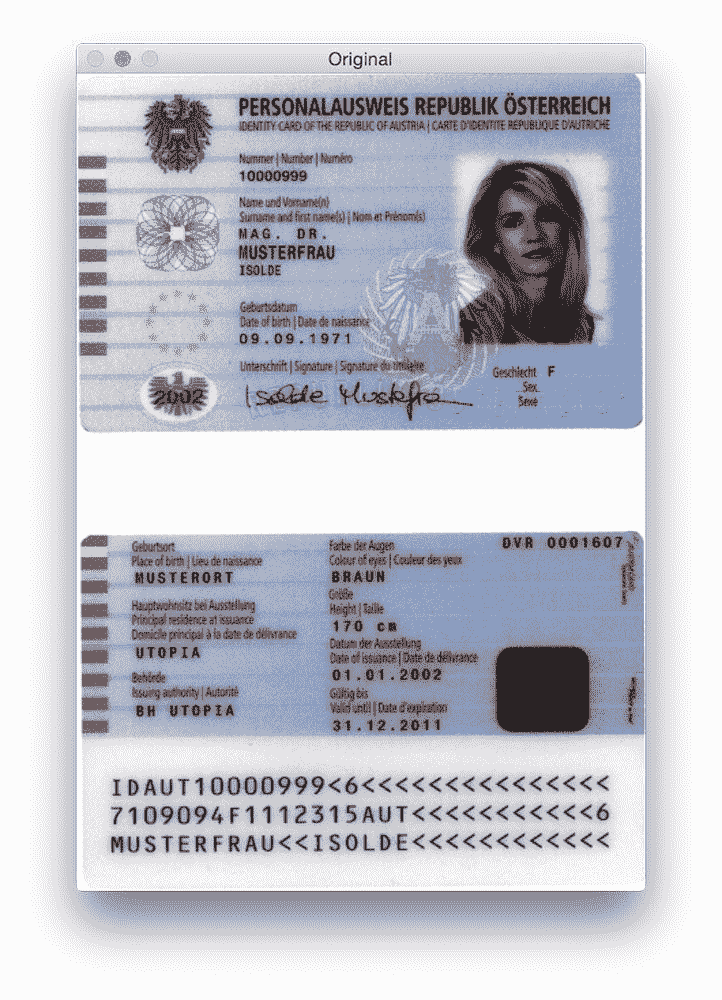 Original
PERSONALAUSWEIS REPUBLIK ÖSTERREICH
IDENTITY CARD OF THE REPUBLIC OF AUSTRIA | CARTE D'IDENTITE REPUBLIQUE D'AUTRICHE
Nummer | Number | Numéro
10000999
Name und Vorname(n)
Surname and first name(s) | Nom et Prénom(s)
MAG. DR.
MUSTERFRAU
ISOLDE
Geburtsdatum
Date of birth | Date de naissance
09.09.1971
Unterschrift | Signature | Signature du titulaire
Isolde Musterfrau
Geschlecht F
Sex
Sexe
2002
Geburtsort
Place of birth | Lieu de naissance
MUSTERORT
Hauptwohnsitz bei Ausstellung
Principal residence at issuance
Domicile principal à la date de délivrance
UTOPIA
Behörde
Issuing authority | Autorité
BH UTOPIA
Farbe der Augen
Colour of eyes | Couleur des yeux
BRAUN
Größe
Height | Taille
170 cm
Datum der Ausstellung
Date of issuance | Date de délivrance
01.01.2002
Gültig bis
Valid until | Date d'expiration
31.12.2011
DVR 0001607
IDAUT10000999<6<<<<<<<<<<<<<<<
7109094F1112315AUT<<<<<<<<<<<6
MUSTERFRAU<<ISOLDE<<<<<<<<<<<<